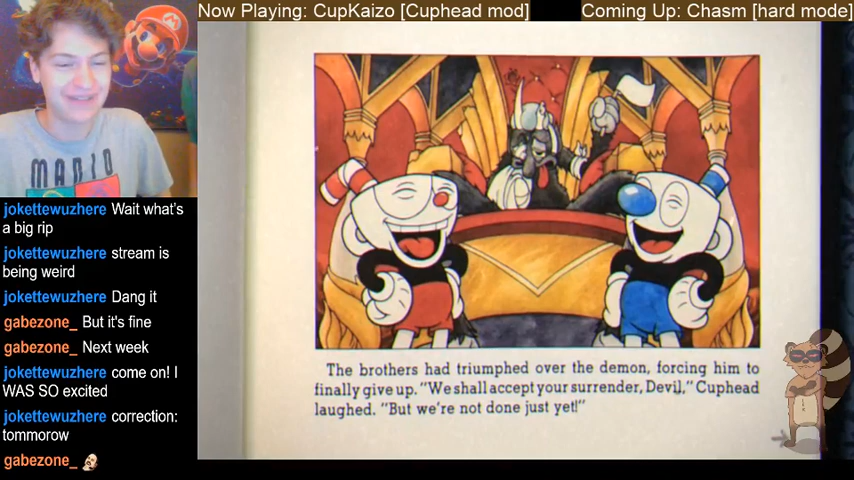 Now Playing: CupKaizo [Cuphead mod]
Coming Up: Chasm [hard mode]
MARIO
jokettewuzhere Wait what's
a big rip
jokettewuzhere stream is
being weird
jokettewuzhere Dang it
gabezone_ But it's fine
gabezone_ Next week
jokettewuzhere come on! I
WAS SO excited
jokettewuzhere correction:
tommorow
gabezone_
The brothers had triumphed over the demon, forcing him to
finally give up. "We shall accept your surrender, Devil," Cuphead
laughed. "But we're not done just yet!"